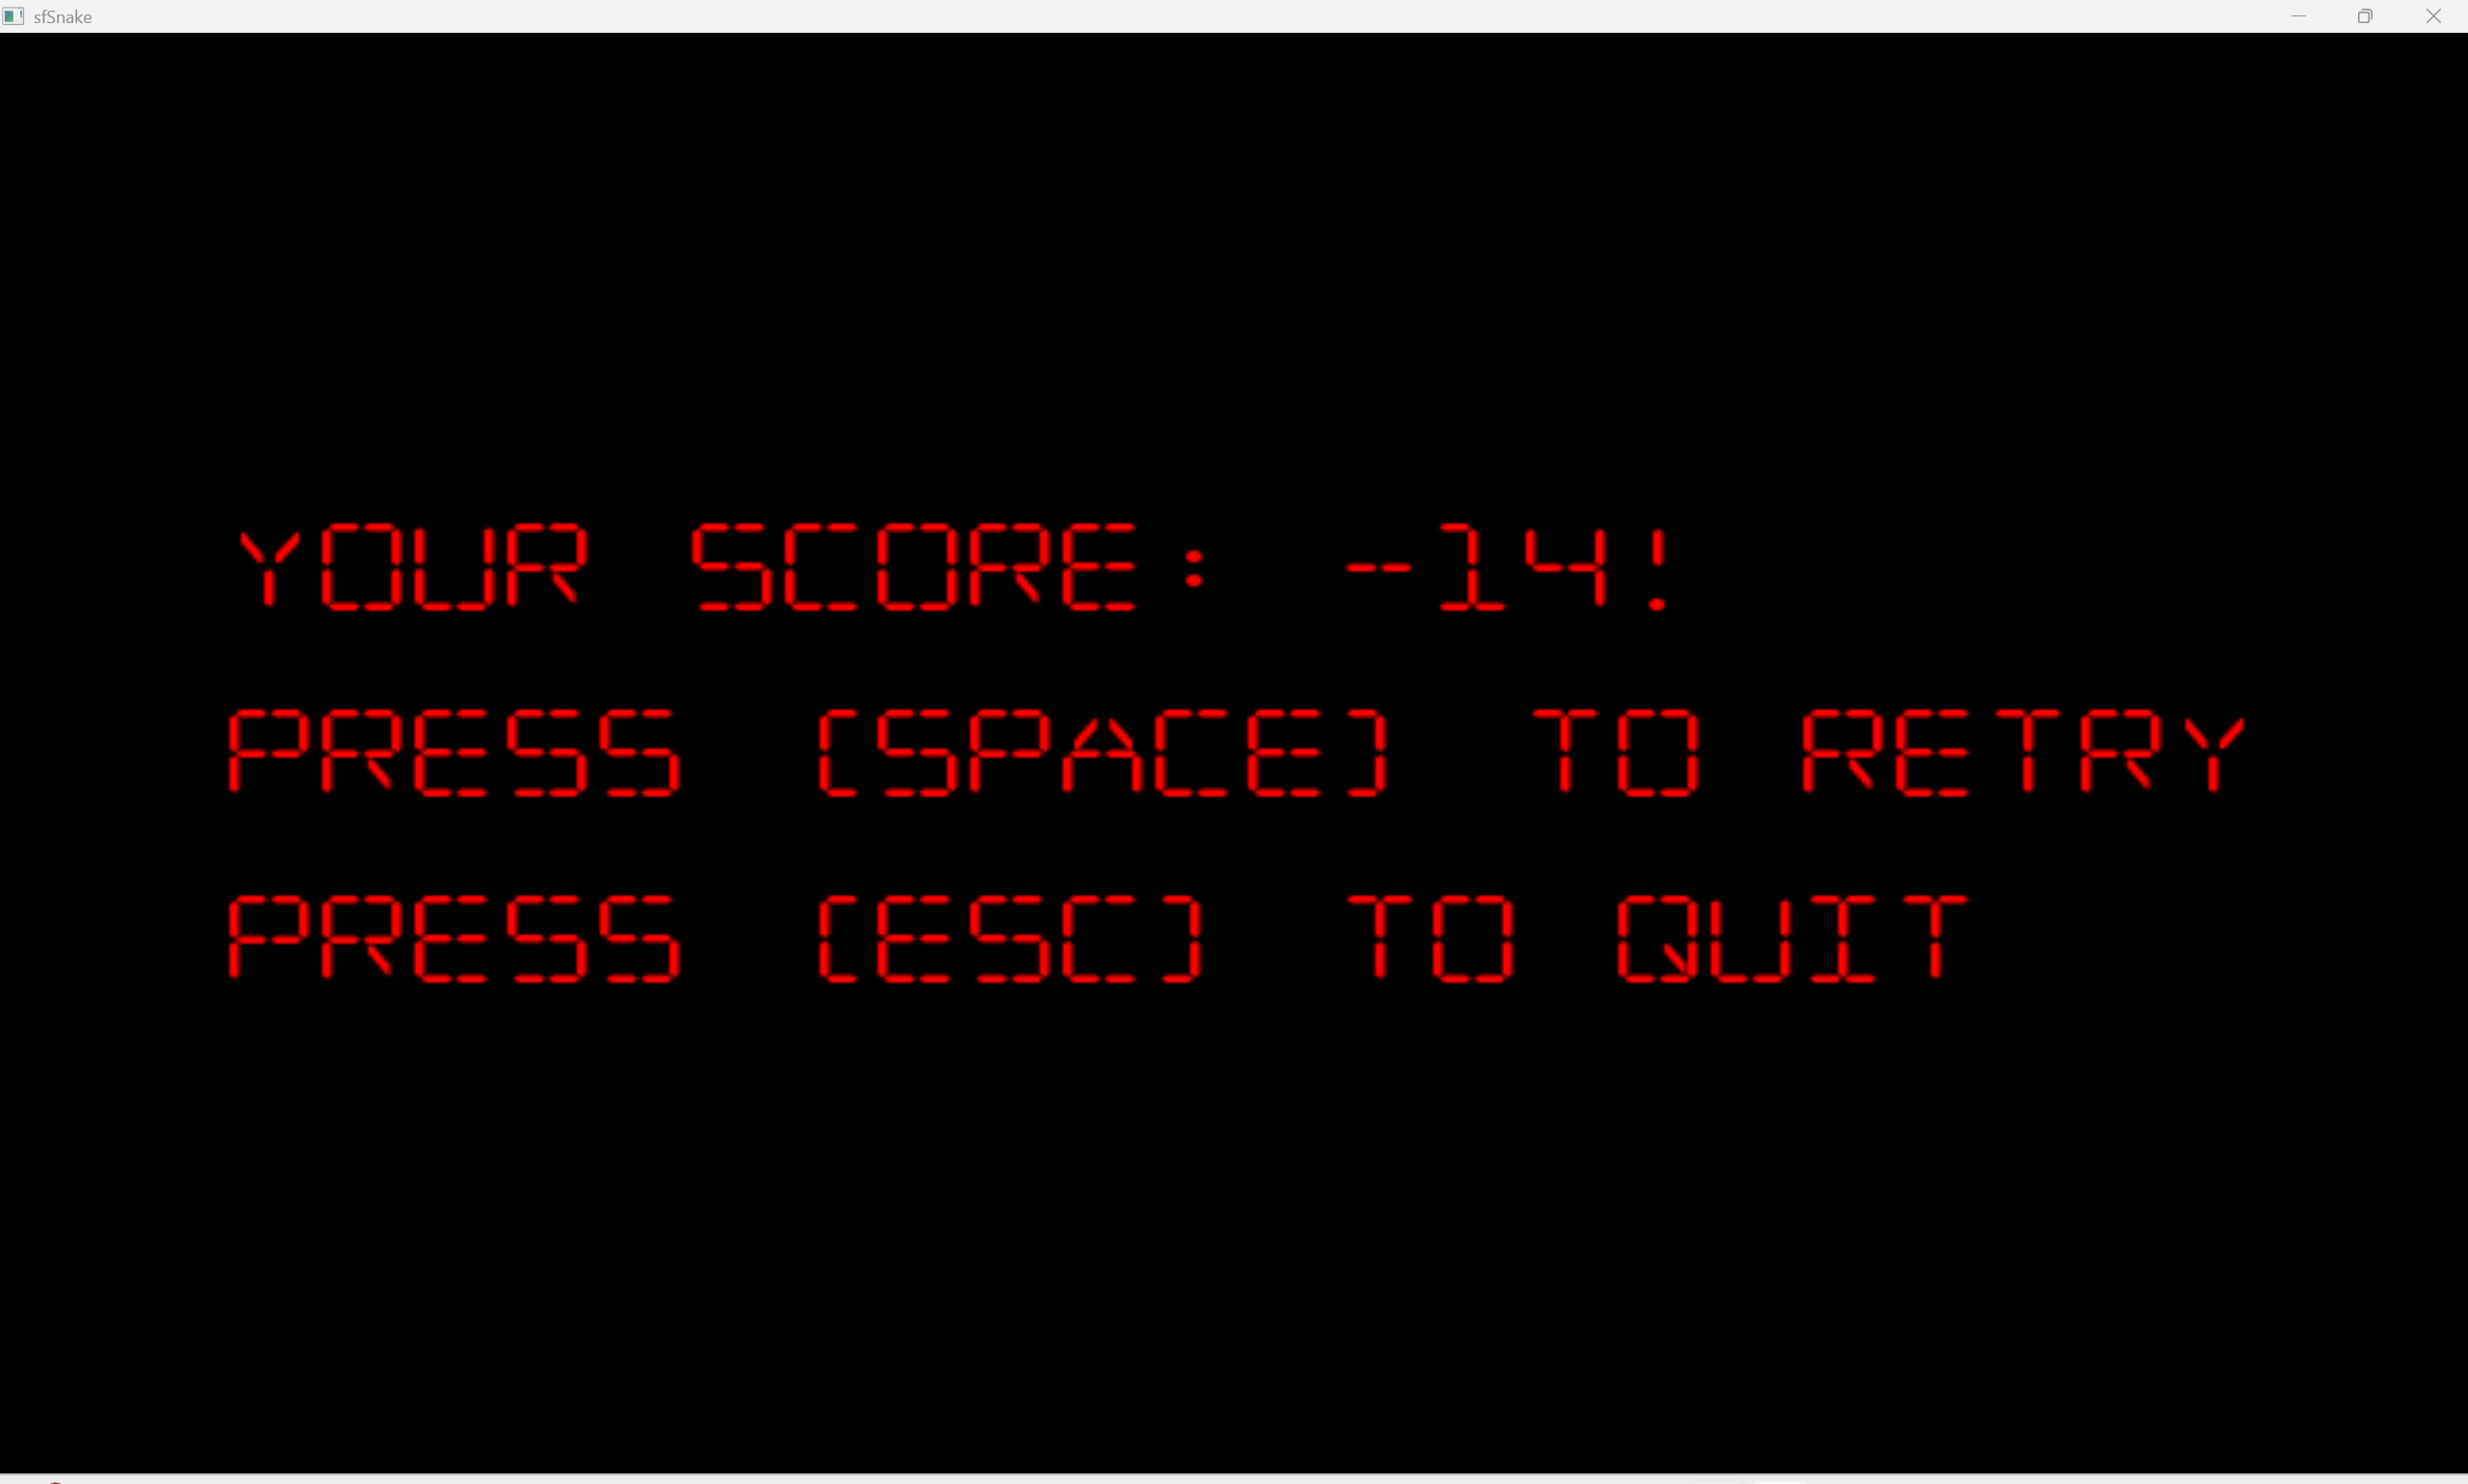 sfSnake
YOUR SCORE: -14!
PRESS [SPACE] TO RETRY
PRESS [ESC] TO QUIT